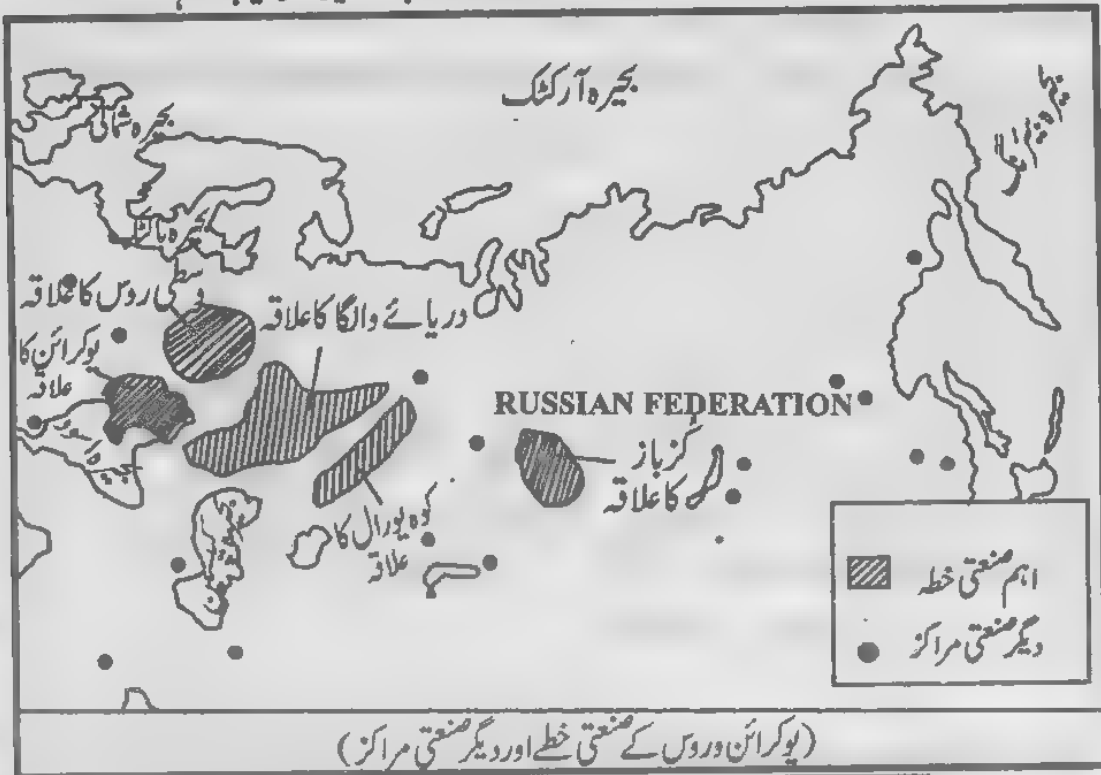 بحیرہ آرکٹک
بحیرہ شمالی
بحیرہ
وسطی روس کا علاقہ
دریائے والگا کا علاقہ
یوکرائن کا
علاقہ
RUSSIAN FEDERATION
کزباز
کا علاقہ
کوہ یورال کا
علاقہ
بحیرہ اسود
اہم صنعتی خطہ
دیگر صنعتی مراکز
(یوکرائن وروس کے صنعتی خطے اور دیگر صنعتی مراکز)